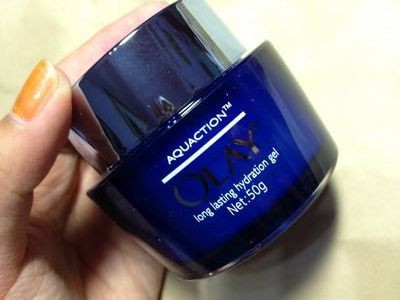 AQUACTION™
OLAY
long lasting hydration gel
Net:50g